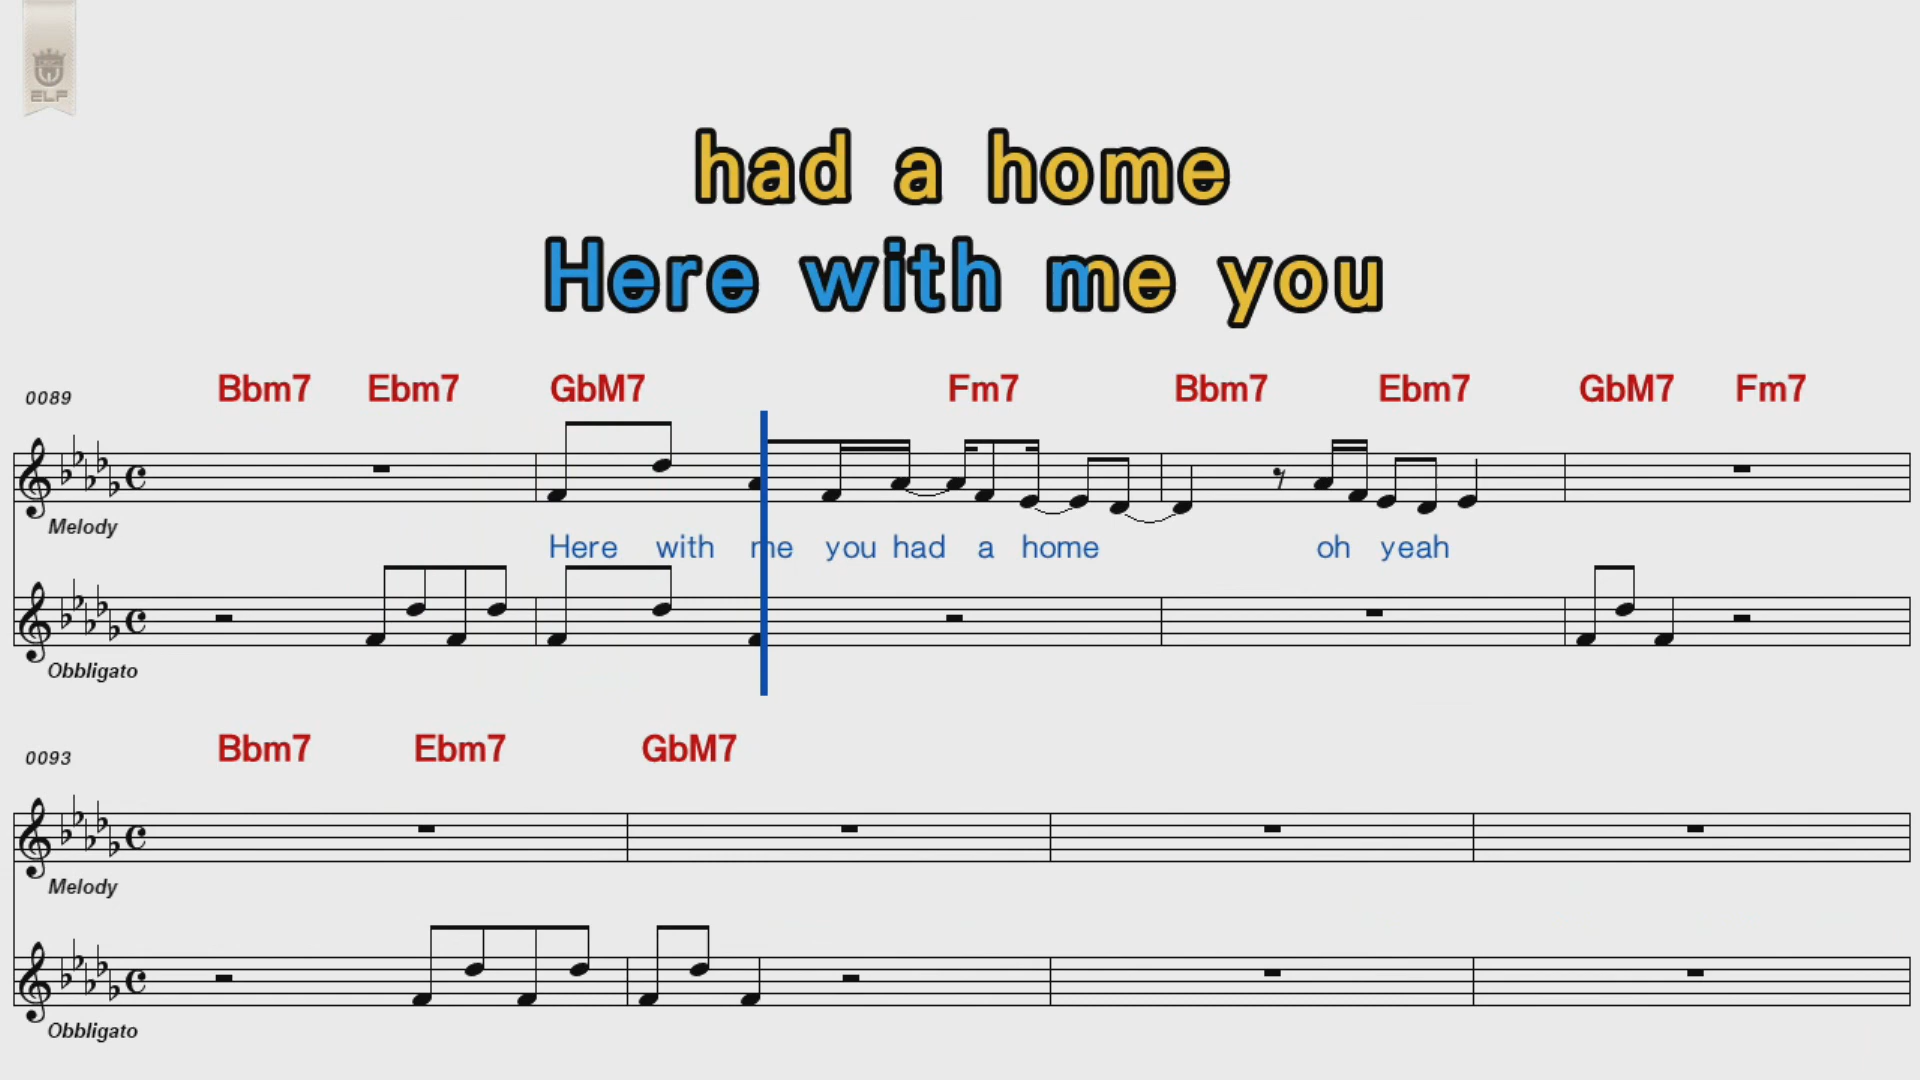 ELF
had a home
Here with me you
0089 Bbm7 Ebm7 GbM7 Fm7 Bbm7 Ebm7 GbM7 Fm7
Melody
Here with me you had a home oh yeah
Obbligato
0093 Bbm7 Ebm7 GbM7
Melody
Obbligato